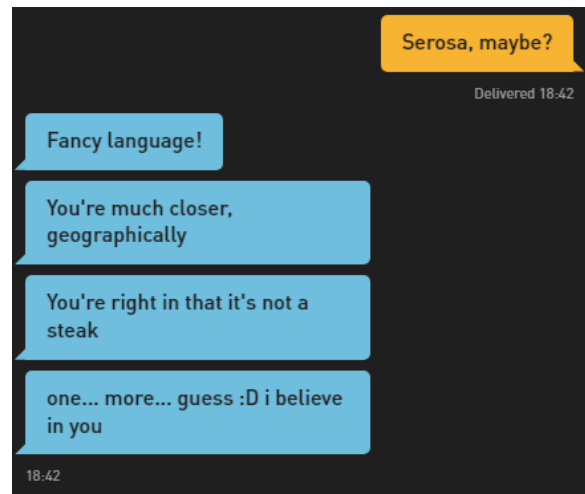 Serosa, maybe?
Delivered 18:42
Fancy language!
You're much closer,
geographically
You're right in that it's not a
steak
one... more... guess :D i believe
in you
18:42